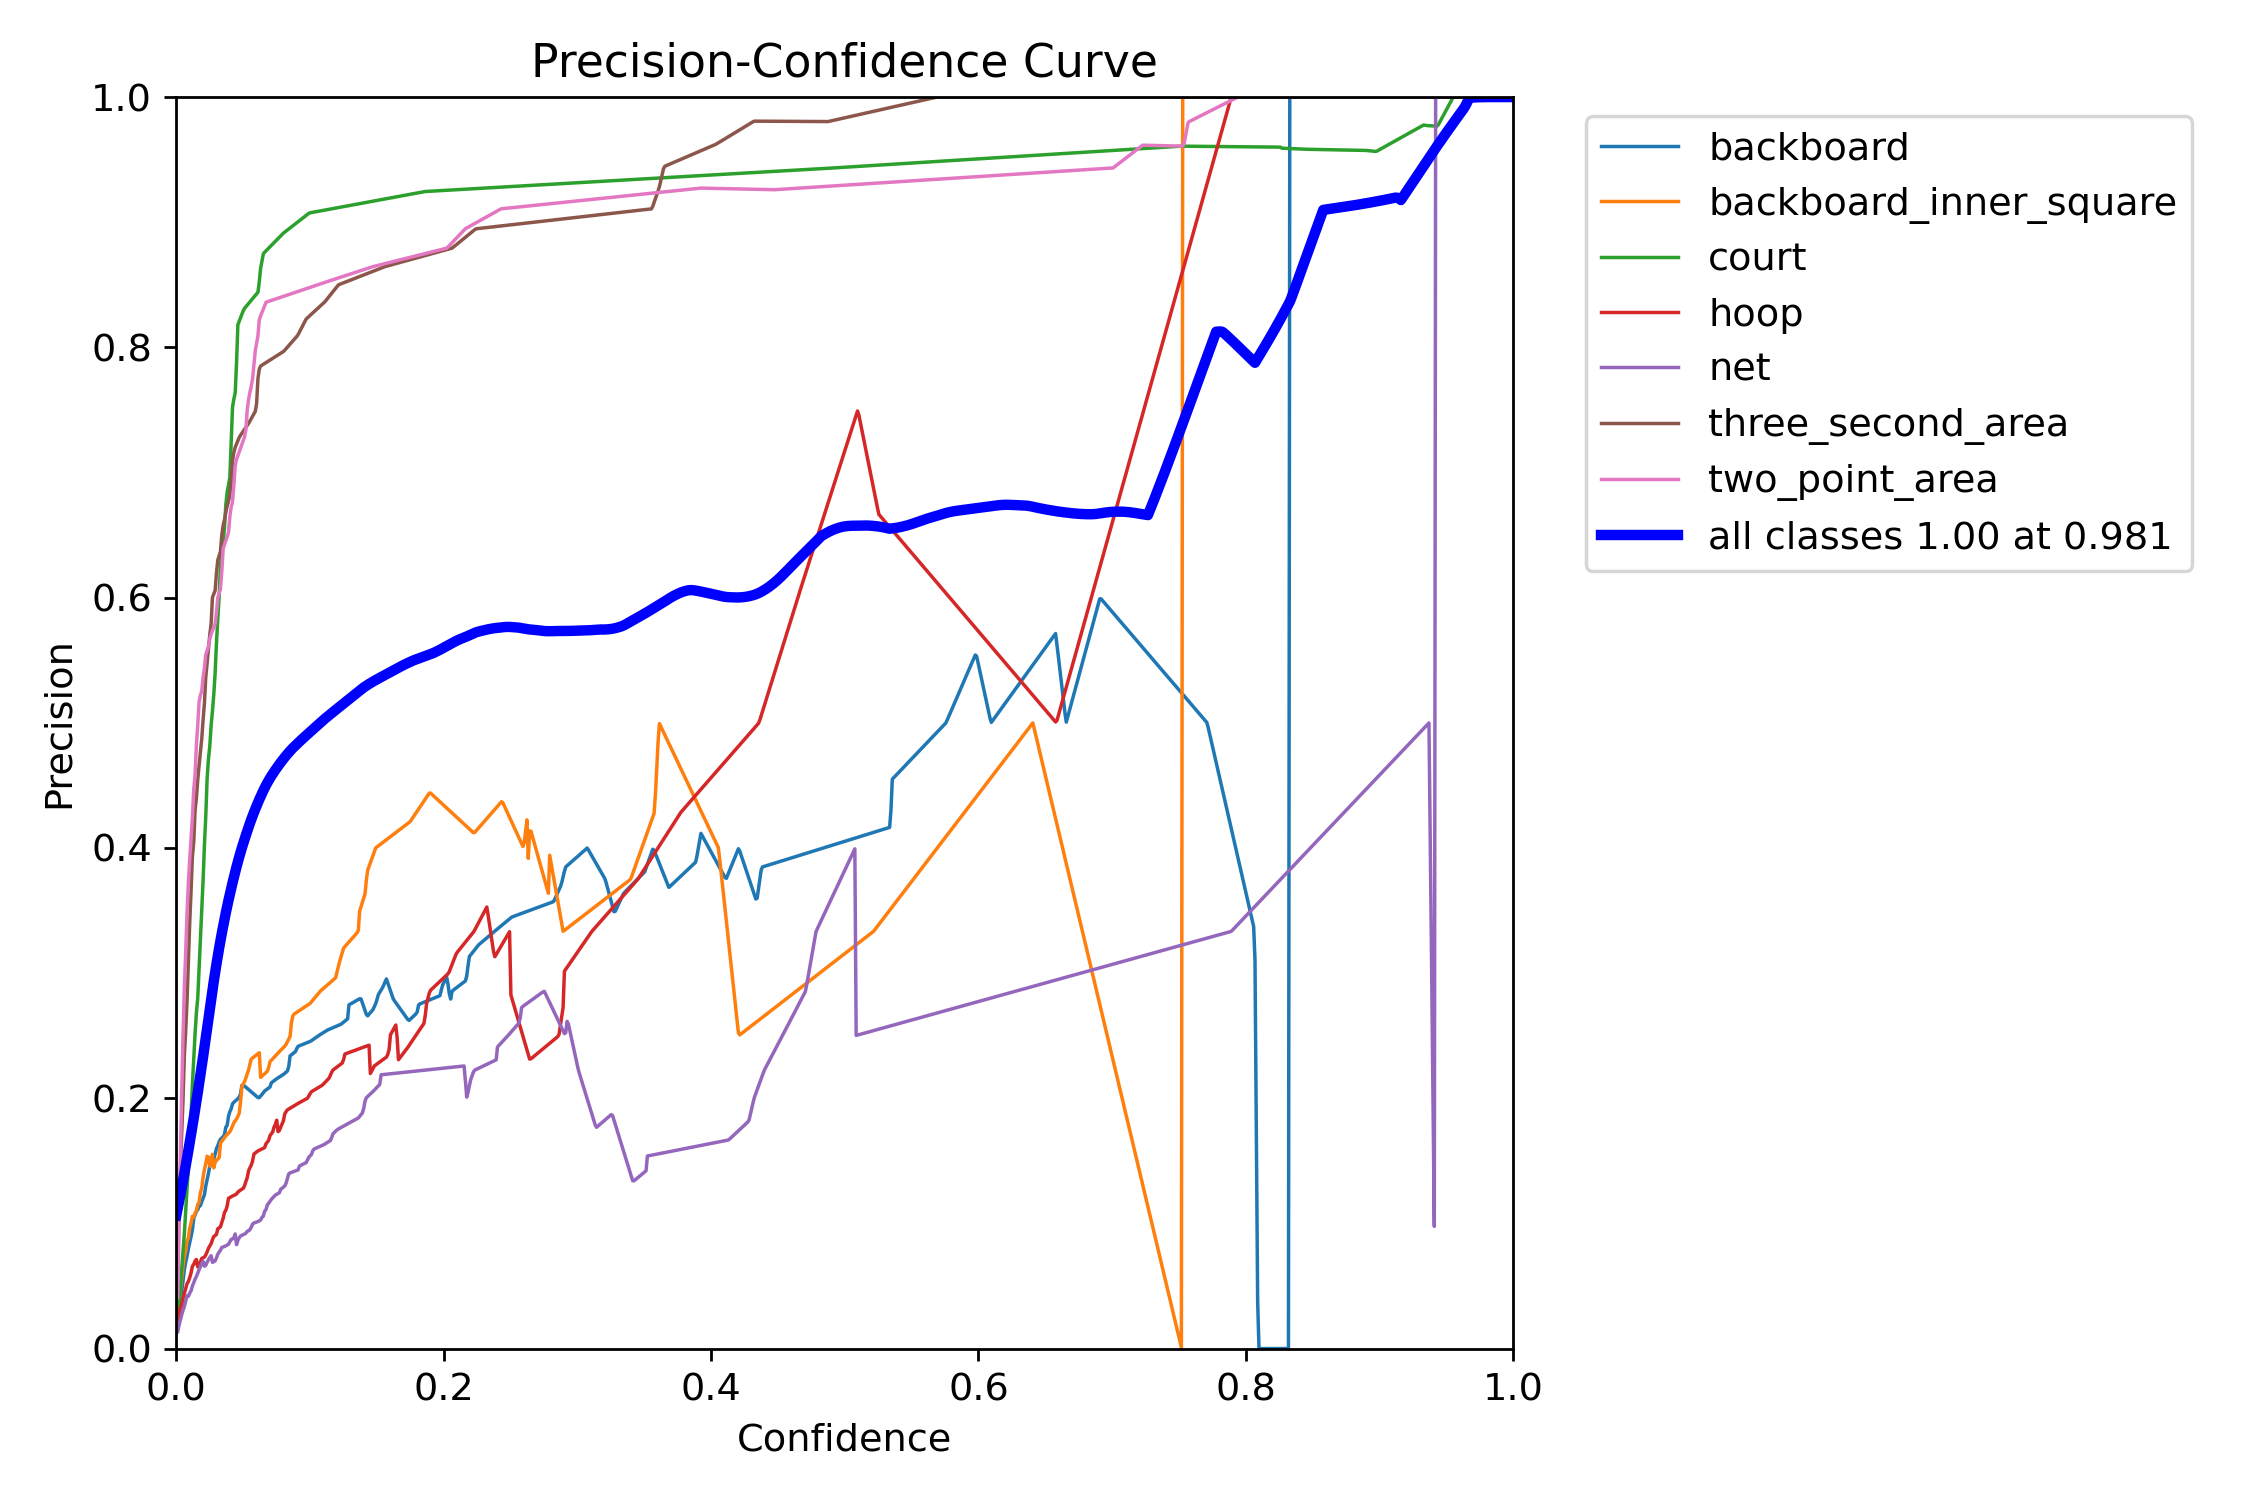 Precision-Confidence Curve
1.0
0.8
0.6
0.4
0.2
0.0
Precision
0.0 0.2 0.4 0.6 0.8 1.0
Confidence
backboard
backboard_inner_square
court
hoop
net
three_second_area
two_point_area
all classes 1.00 at 0.981